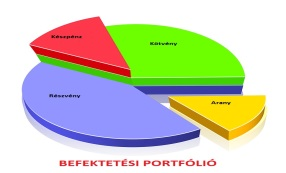 Készpénz
Kötvény
Részvény
Arany
BEFEKTETÉSI PORTFÓLIÓ